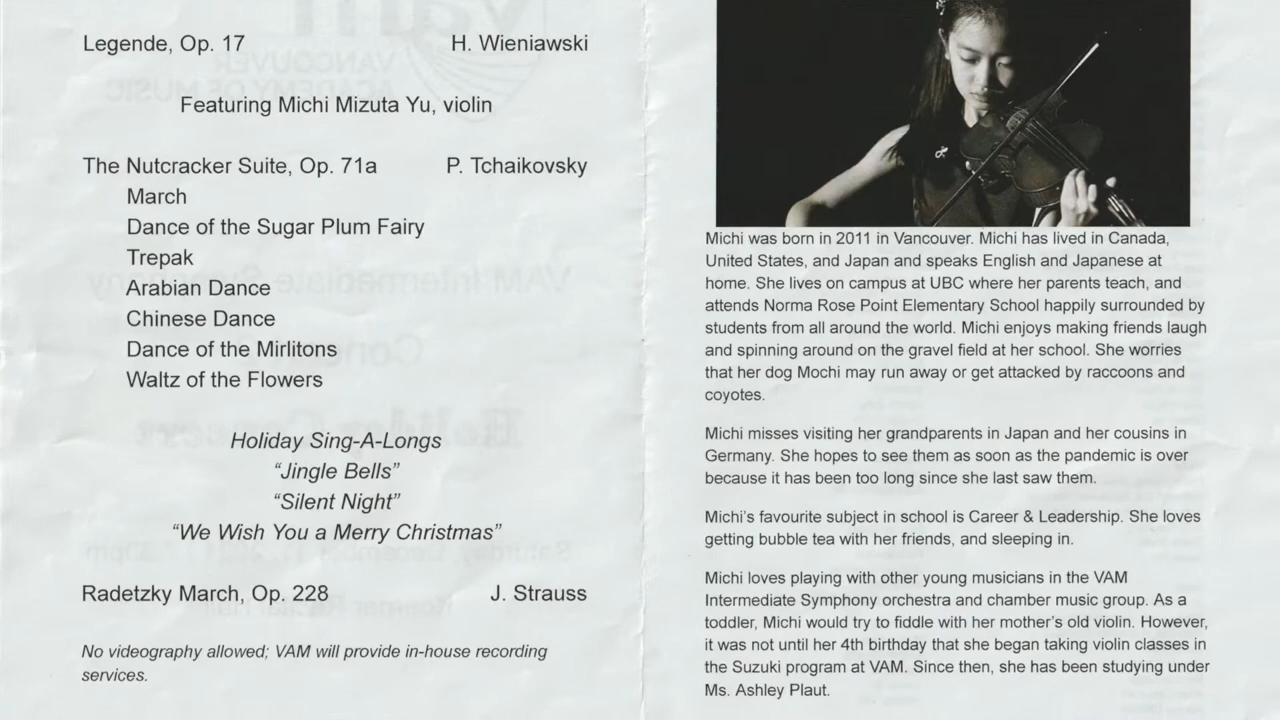 Legende, Op. 17 H. Wieniawski
Featuring Michi Mizuta Yu, violin
The Nutcracker Suite, Op. 71a P. Tchaikovsky
March
Dance of the Sugar Plum Fairy
Trepak
Arabian Dance
Chinese Dance
Dance of the Mirlitons
Waltz of the Flowers
Holiday Sing-A-Longs
“Jingle Bells”
“Silent Night”
“We Wish You a Merry Christmas”
Radetzky March, Op. 228 J. Strauss
No videography allowed; VAM will provide in-house recording
services.
Michi was born in 2011 in Vancouver. Michi has lived in Canada,
United States, and Japan and speaks English and Japanese at
home. She lives on campus at UBC where her parents teach, and
attends Norma Rose Point Elementary School happily surrounded by
students from all around the world. Michi enjoys making friends laugh
and spinning around on the gravel field at her school. She worries
that her dog Mochi may run away or get attacked by raccoons and
coyotes.
Michi misses visiting her grandparents in Japan and her cousins in
Germany. She hopes to see them as soon as the pandemic is over
because it has been too long since she last saw them.
Michi’s favourite subject in school is Career & Leadership. She loves
getting bubble tea with her friends, and sleeping in.
Michi loves playing with other young musicians in the VAM
Intermediate Symphony orchestra and chamber music group. As a
toddler, Michi would try to fiddle with her mother’s old violin. However,
it was not until her 4th birthday that she began taking violin classes in
the Suzuki program at VAM. Since then, she has been studying under
Ms. Ashley Plaut.